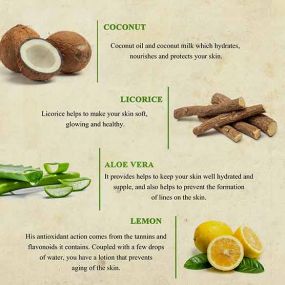 COCONUT
Coconut oil and coconut milk which hydrates,
nourishes and protects your skin.
LICORICE
Licorice helps to make your skin soft,
glowing and healthy.
ALOE VERA
It provides helps to keep your skin well hydrated and
supple, and also helps to prevent the formation
of lines on the skin.
LEMON
His antioxidant action comes from the tannins and
flavonoids it contains. Coupled with a few drops
of water, you have a lotion that prevents
aging of the skin.